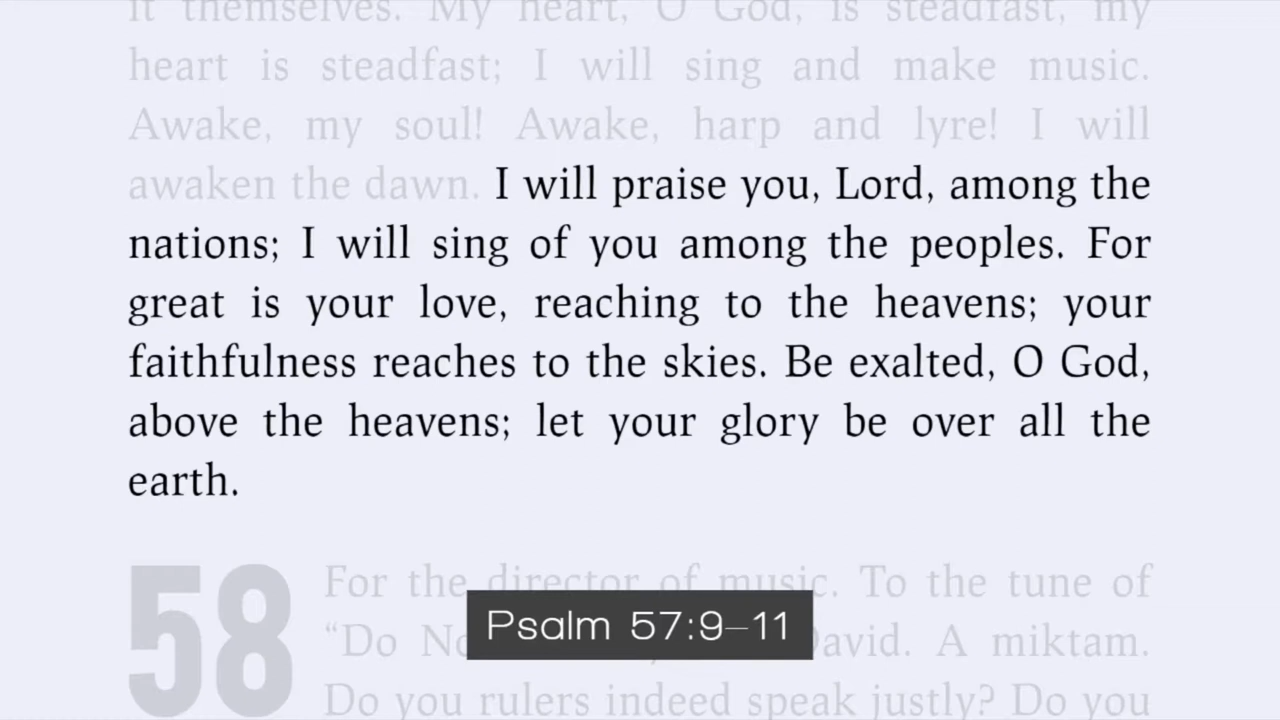 it themselves. My heart, O God, is steadfast, my
heart is steadfast; I will sing and make music.
Awake, my soul! Awake, harp and lyre! I will
awaken the dawn. I will praise you, Lord, among the
nations; I will sing of you among the peoples. For
great is your love, reaching to the heavens; your
faithfulness reaches to the skies. Be exalted, O God,
above the heavens; let your glory be over all the
earth.
58 For the director of music. To the tune of
“Do avid. A miktam.
Do you rulers indeed speak justly? Do you
Psalm 57:9–11